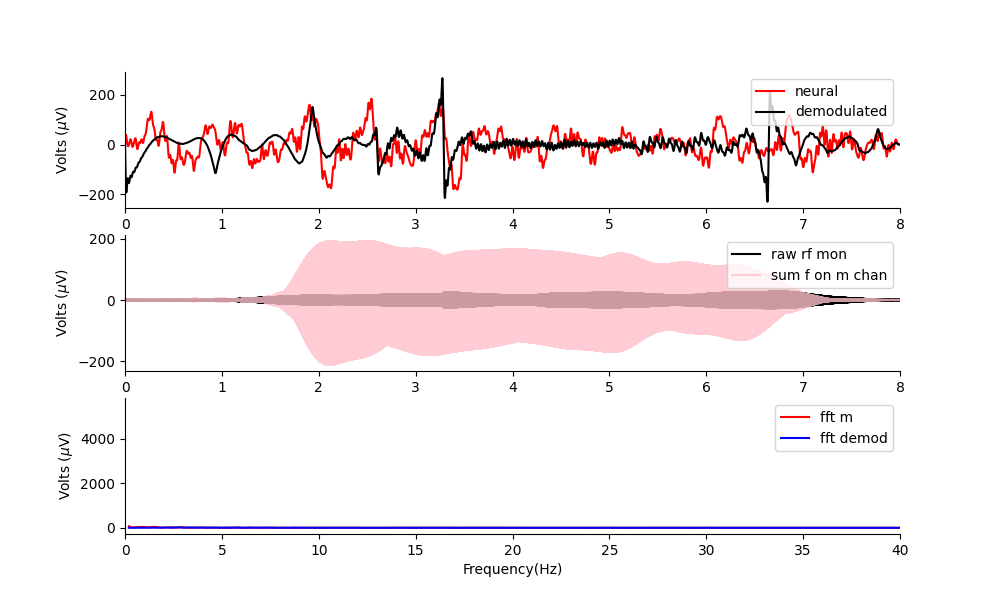 Volts (μV)
200
0
−200
neural
demodulated
0 1 2 3 4 5 6 7 8
Volts (μV)
200
0
−200
raw rf mon
sum f on m chan
0 1 2 3 4 5 6 7 8
Volts (μV)
4000
2000
0
fft m
fft demod
0 5 10 15 20 25 30 35 40
Frequency(Hz)